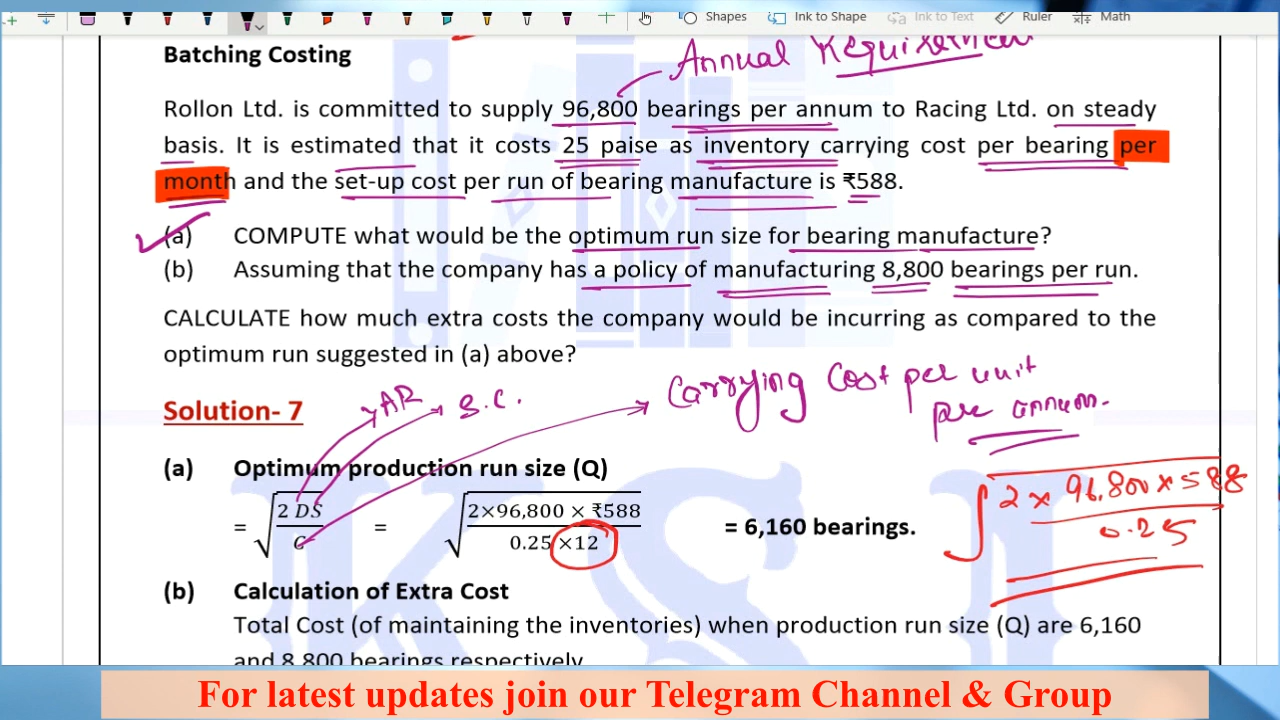 Shapes Ink to Shape Ink to Text Ruler Math
Batching Costing
Annual Requirement
Rollon Ltd. is committed to supply 96,800 bearings per annum to Racing Ltd. on steady
basis. It is estimated that it costs 25 paise as inventory carrying cost per bearing per
month and the set-up cost per run of bearing manufacture is ₹588.
(a) COMPUTE what would be the optimum run size for bearing manufacture?
(b) Assuming that the company has a policy of manufacturing 8,800 bearings per run.
CALCULATE how much extra costs the company would be incurring as compared to the
optimum run suggested in (a) above?
Solution- 7
AR
S.C.
Carrying Cost per unit
per annum.
(a) Optimum production run size (Q)
= √ 2 DS / C = √ 2×96,800 × ₹588 / 0.25 ×12 = 6,160 bearings.
√ 2 × 96,800 × 588 / 0.25
(b) Calculation of Extra Cost
Total Cost (of maintaining the inventories) when production run size (Q) are 6,160
and 8,800 bearings respectively
For latest updates join our Telegram Channel & Group